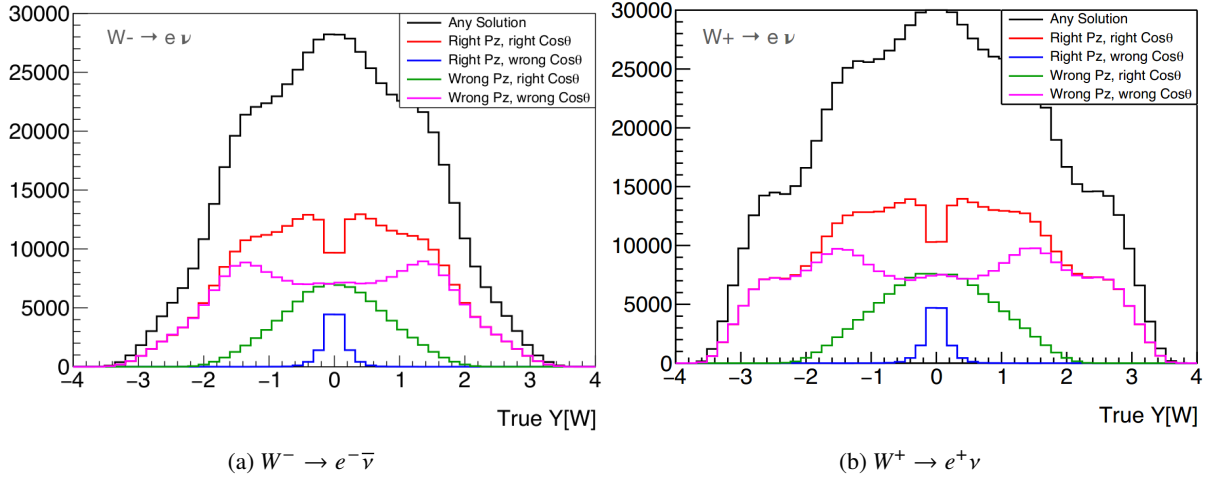 W- → e ν
Any Solution
Right Pz, right Cosθ
Right Pz, wrong Cosθ
Wrong Pz, right Cosθ
Wrong Pz, wrong Cosθ
30000
25000
20000
15000
10000
5000
0
−4 −3 −2 −1 0 1 2 3 4
True Y[W]
(a) W⁻ → e⁻ν̅
W+ → e ν
Any Solution
Right Pz, right Cosθ
Right Pz, wrong Cosθ
Wrong Pz, right Cosθ
Wrong Pz, wrong Cosθ
30000
25000
20000
15000
10000
5000
0
−4 −3 −2 −1 0 1 2 3 4
True Y[W]
(b) W⁺ → e⁺ν